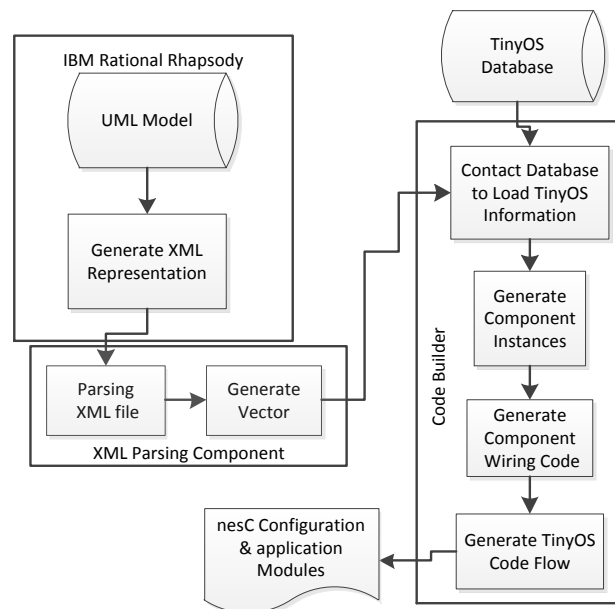 IBM Rational Rhapsody
UML Model
Generate XML
Representation
Parsing
XML file
Generate
Vector
XML Parsing Component
TinyOS
Database
Contact Database
to Load TinyOS
Information
Generate
Component
Instances
Generate
Component
Wiring Code
Generate TinyOS
Code Flow
Code Builder
nesC Configuration
& application
Modules